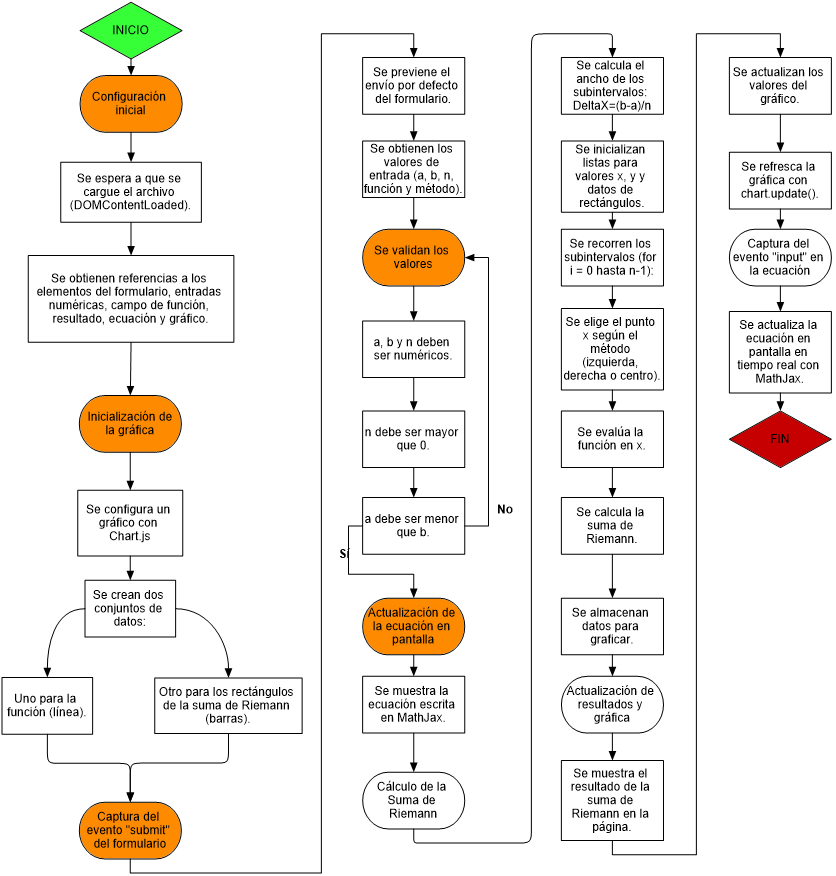 INICIO
Configuración
inicial
Se espera a que se
cargue el archivo
(DOMContentLoaded).
Se obtienen referencias a los
elementos del formulario, entradas
numéricas, campo de función,
resultado, ecuación y gráfico.
Inicialización de
la gráfica
Se configura un
gráfico con
Chart.js
Se crean dos
conjuntos de
datos:
Uno para la
función (línea).
Otro para los rectángulos
de la suma de Riemann
(barras).
Captura del
evento "submit"
del formulario
Se previene el
envío por defecto
del formulario.
Se obtienen los
valores de
entrada (a, b, n,
función y método).
Se validan los
valores
a, b y n deben
ser numéricos.
n debe ser mayor
que 0.
a debe ser menor
que b.
No
Sí
Actualización de
la ecuación en
pantalla
Se muestra la
ecuación escrita
en MathJax.
Cálculo de la
Suma de
Riemann
Se calcula el
ancho de los
subintervalos:
DeltaX=(b-a)/n
Se inicializan
listas para
valores x, y y
datos de
rectángulos.
Se recorren los
subintervalos (for
i = 0 hasta n-1):
Se elige el punto
x según el
método
(izquierda,
derecha o centro).
Se evalúa la
función en x.
Se calcula la
suma de
Riemann.
Se almacenan
datos para
graficar.
Actualización de
resultados y
gráfica
Se muestra el
resultado de la
suma de
Riemann en la
página.
Se actualizan los
valores del
gráfico.
Se refresca la
gráfica con
chart.update().
Captura del
evento "input" en
la ecuación
Se actualiza la
ecuación en
pantalla en
tiempo real con
MathJax.
FIN